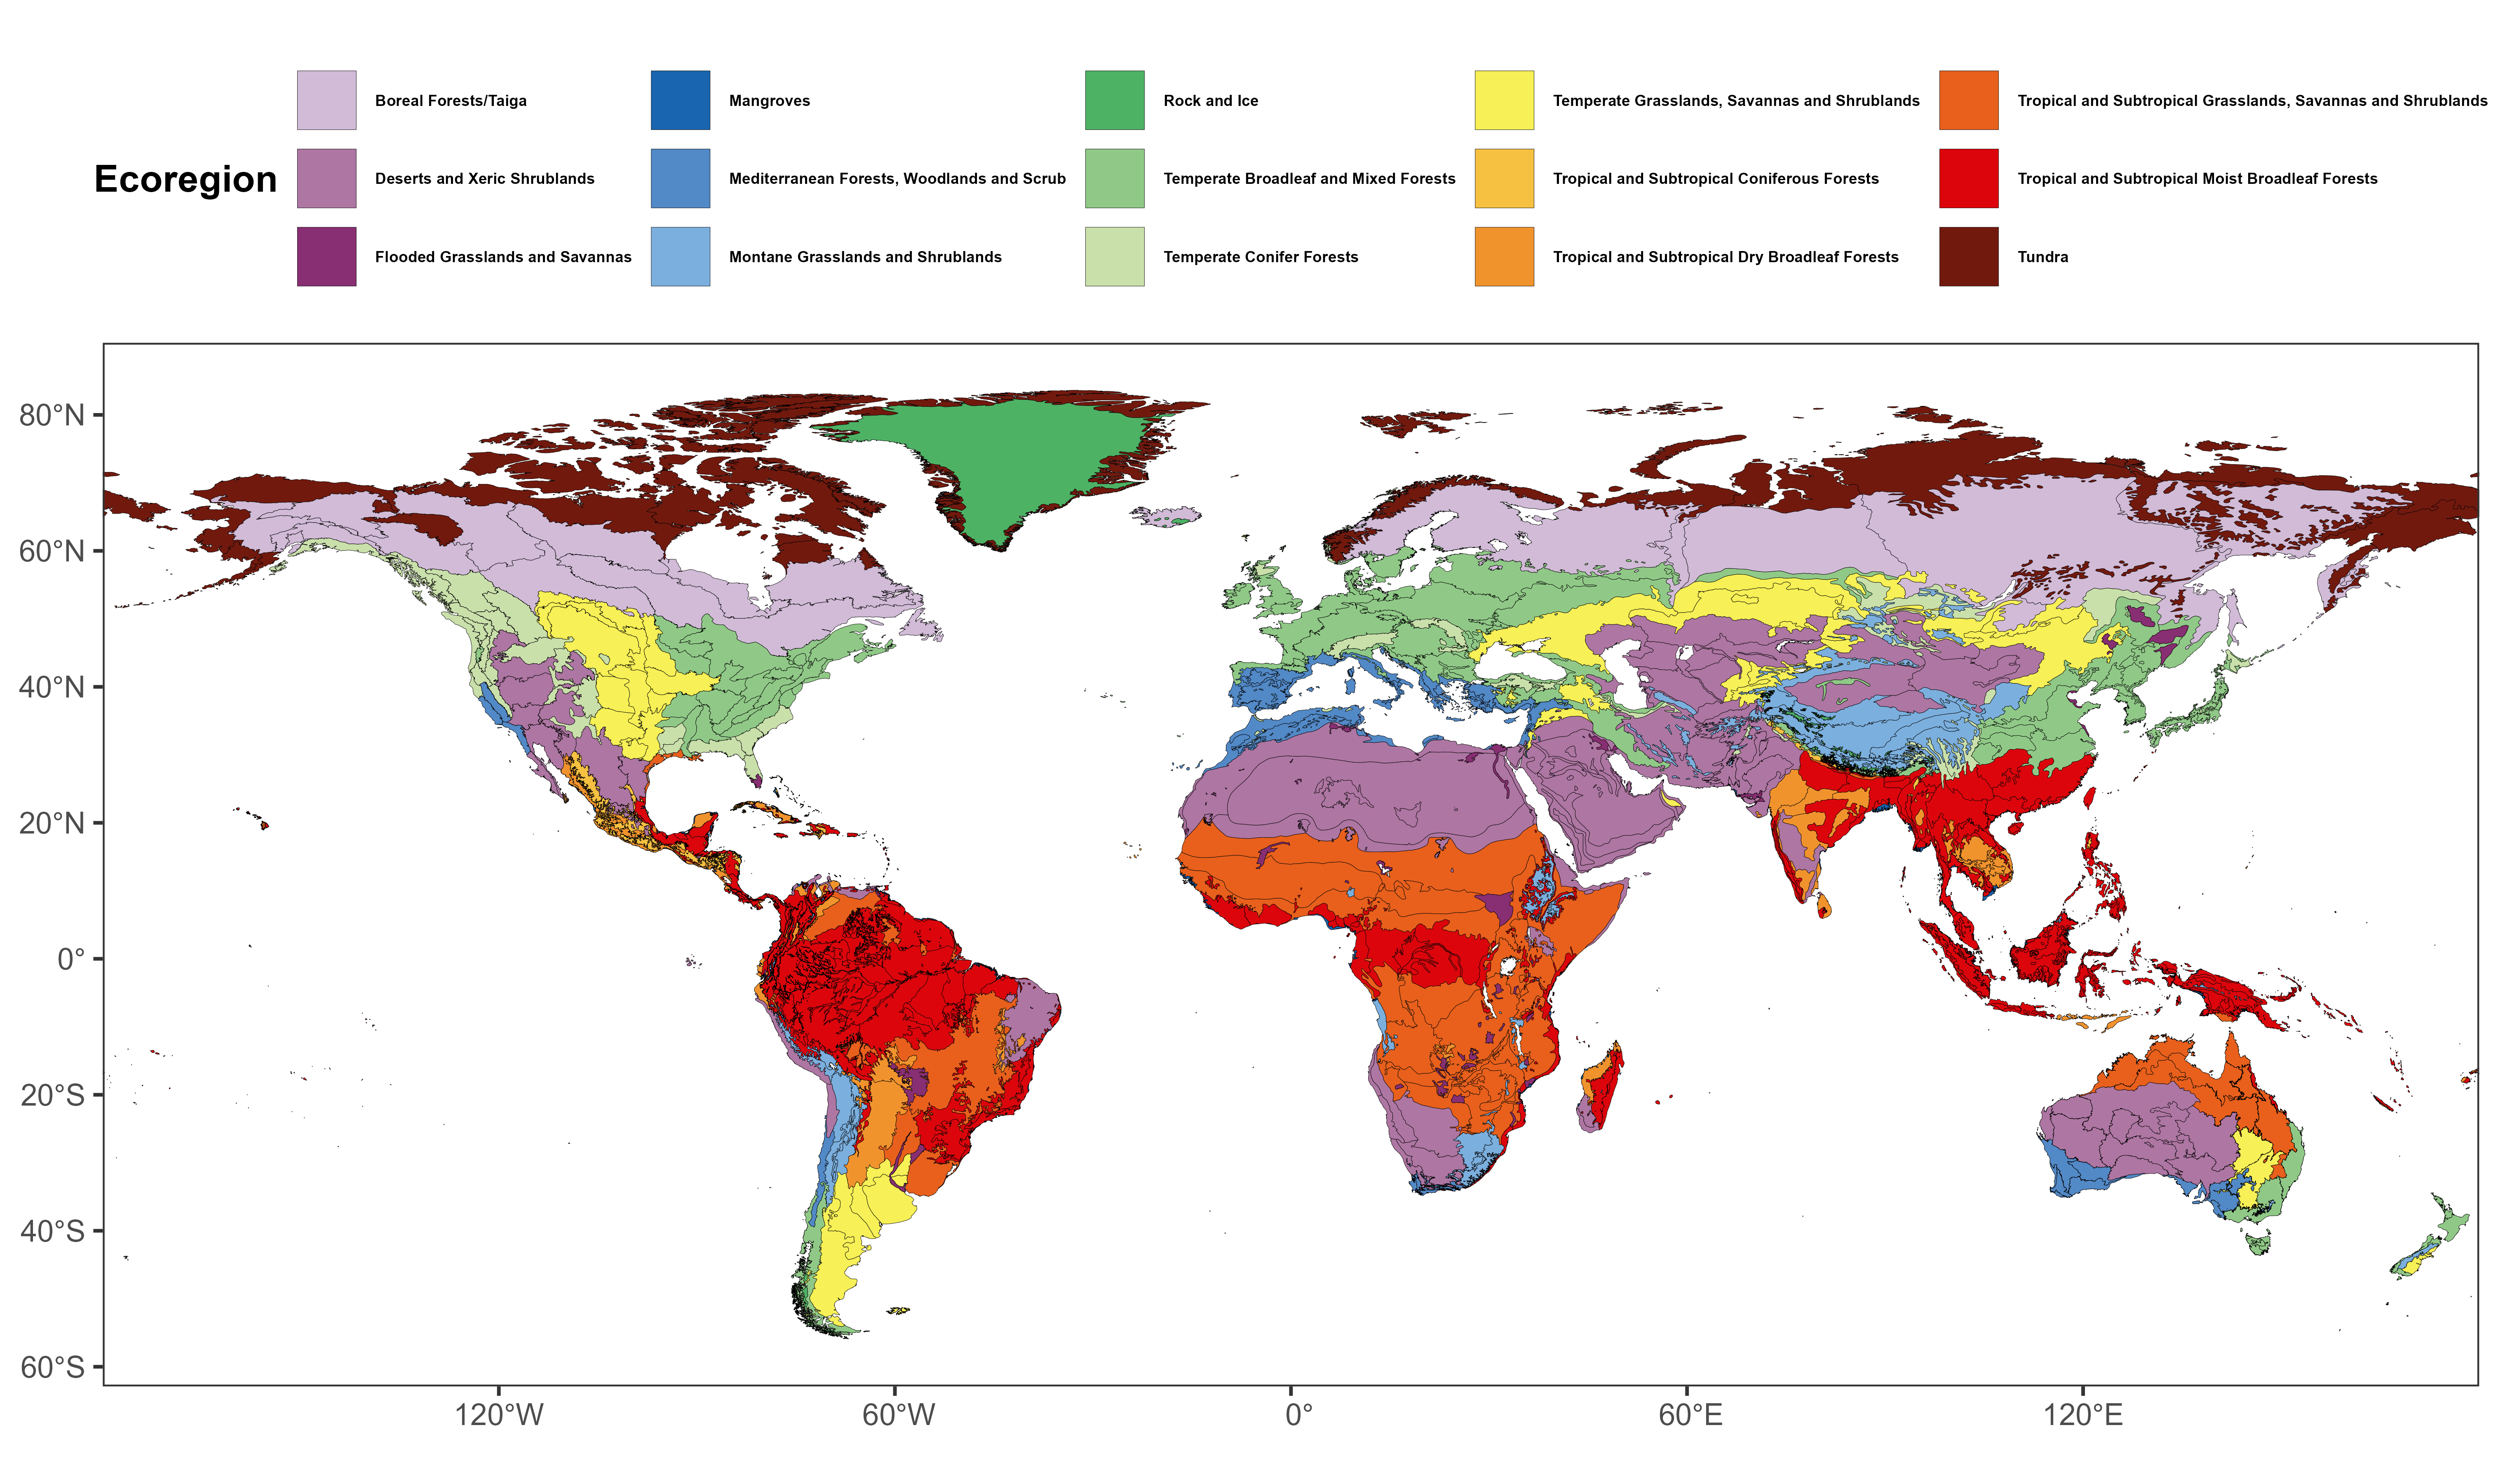 Ecoregion
Boreal Forests/Taiga
Deserts and Xeric Shrublands
Flooded Grasslands and Savannas
Mangroves
Mediterranean Forests, Woodlands and Scrub
Montane Grasslands and Shrublands
Rock and Ice
Temperate Broadleaf and Mixed Forests
Temperate Conifer Forests
Temperate Grasslands, Savannas and Shrublands
Tropical and Subtropical Coniferous Forests
Tropical and Subtropical Dry Broadleaf Forests
Tropical and Subtropical Grasslands, Savannas and Shrublands
Tropical and Subtropical Moist Broadleaf Forests
Tundra
80°N
60°N
40°N
20°N
0°
20°S
40°S
60°S
120°W
60°W
0°
60°E
120°E